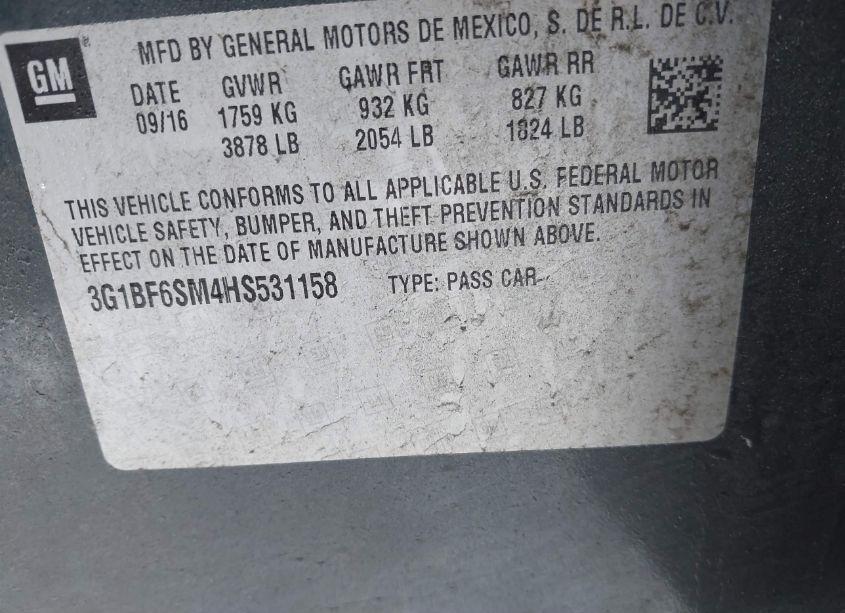 GM
MFD BY GENERAL MOTORS DE MEXICO, S. DE R.L. DE C.V.
DATE GVWR GAWR FRT GAWR RR
09/16 1759 KG 932 KG 827 KG
3878 LB 2054 LB 1824 LB
THIS VEHICLE CONFORMS TO ALL APPLICABLE U.S. FEDERAL MOTOR
VEHICLE SAFETY, BUMPER, AND THEFT PREVENTION STANDARDS IN
EFFECT ON THE DATE OF MANUFACTURE SHOWN ABOVE.
3G1BF6SM4HS531158 TYPE: PASS CAR